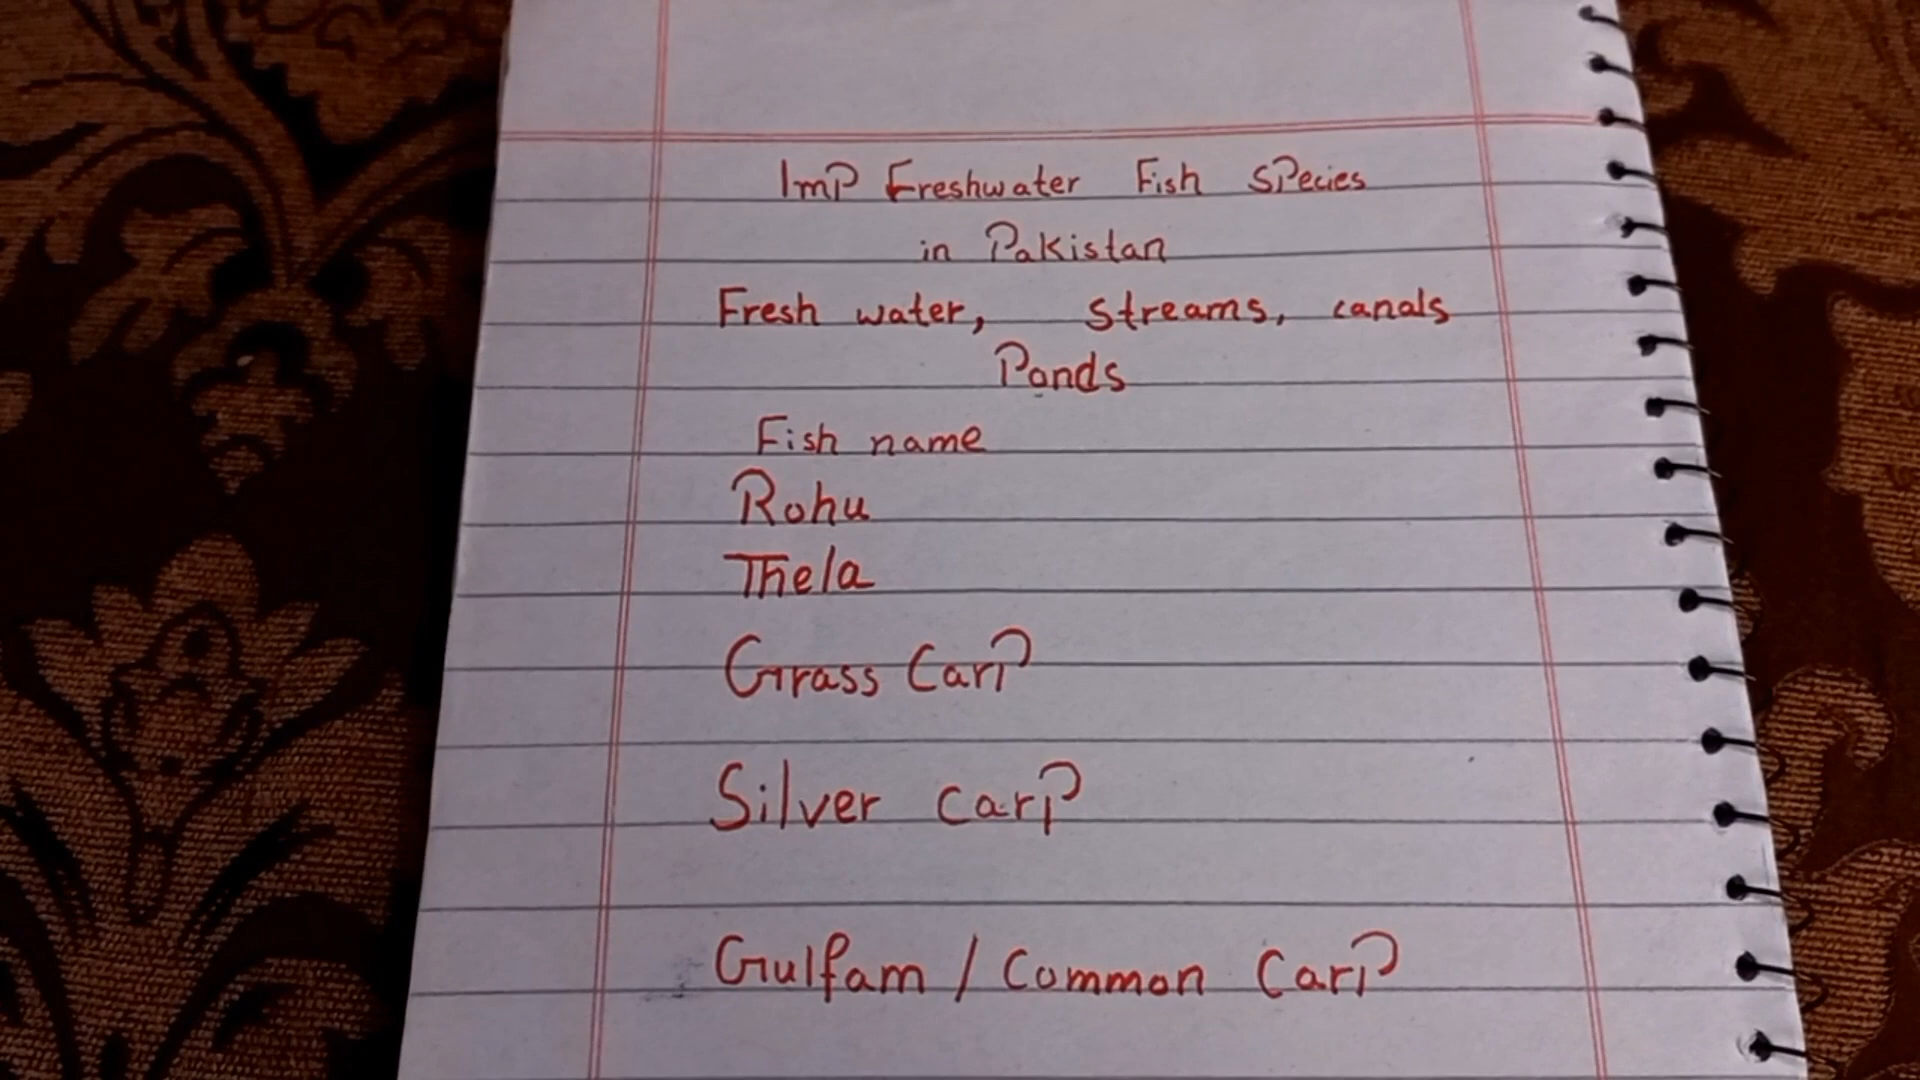 Imp Freshwater Fish Species
in Pakistan
Fresh water, streams, canals
Ponds
Fish name
Rohu
Thela
Grass Carp
Silver carp
Gulfam / Common Carp